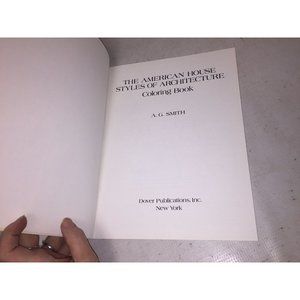 THE AMERICAN HOUSE
STYLES OF ARCHITECTURE
Coloring Book
A. G. SMITH
Dover Publications, Inc.
New York